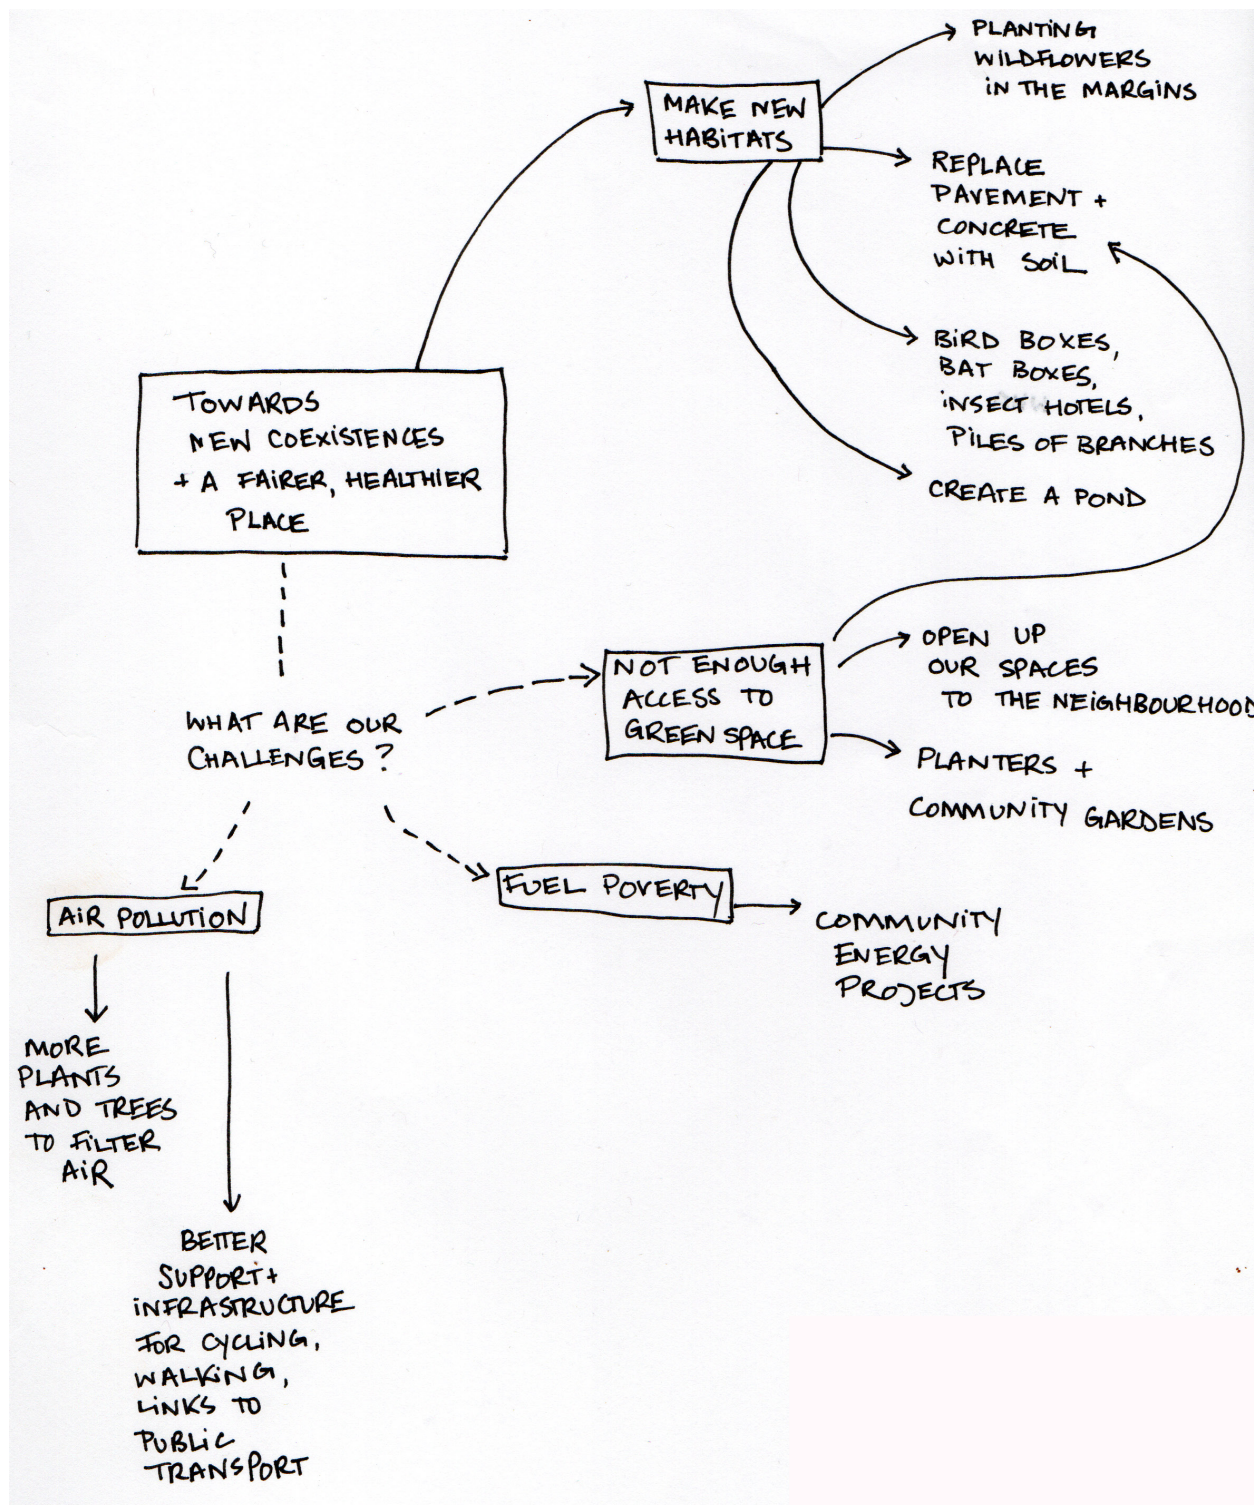 PLANTING
WILDFLOWERS
IN THE MARGINS
MAKE NEW
HABITATS
REPLACE
PAVEMENT +
CONCRETE
WITH SOIL
BIRD BOXES,
BAT BOXES,
INSECT HOTELS,
PILES OF BRANCHES
CREATE A POND
TOWARDS
NEW COEXISTENCES
+ A FAIRER, HEALTHIER
PLACE
WHAT ARE OUR
CHALLENGES?
NOT ENOUGH
ACCESS TO
GREEN SPACE
OPEN UP
OUR SPACES
TO THE NEIGHBOURHOOD
PLANTERS +
COMMUNITY GARDENS
FUEL POVERTY
COMMUNITY
ENERGY
PROJECTS
AIR POLLUTION
MORE
PLANTS
AND TREES
TO FILTER
AIR
BETTER
SUPPORT +
INFRASTRUCTURE
FOR CYCLING,
WALKING,
LINKS TO
PUBLIC
TRANSPORT